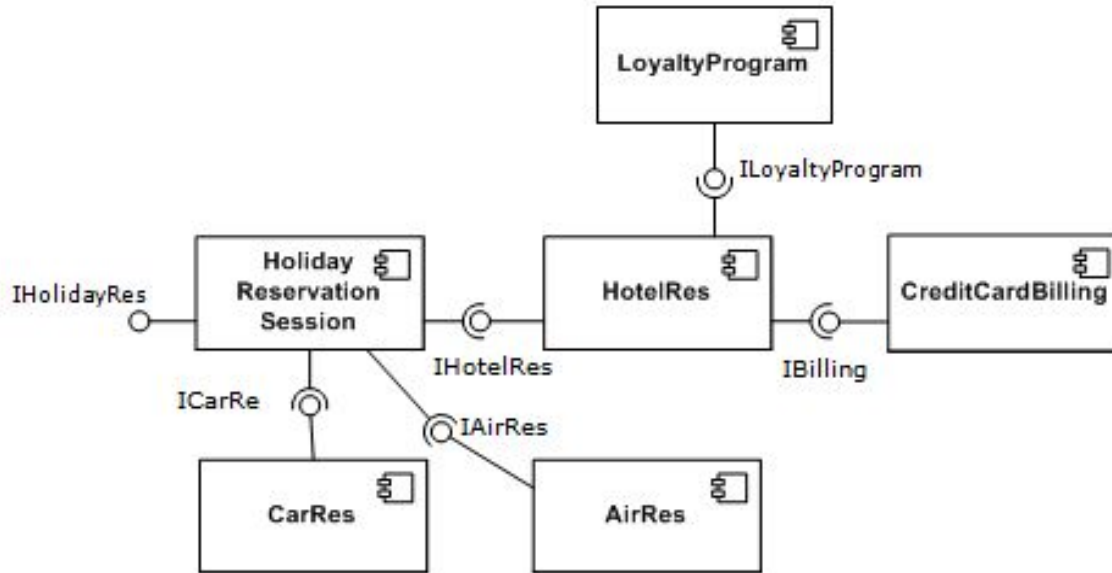 LoyaltyProgram
ILoyaltyProgram
IHolidayRes
Holiday
Reservation
Session
HotelRes
CreditCardBilling
IHotelRes
IBilling
ICarRe
IAirRes
CarRes
AirRes